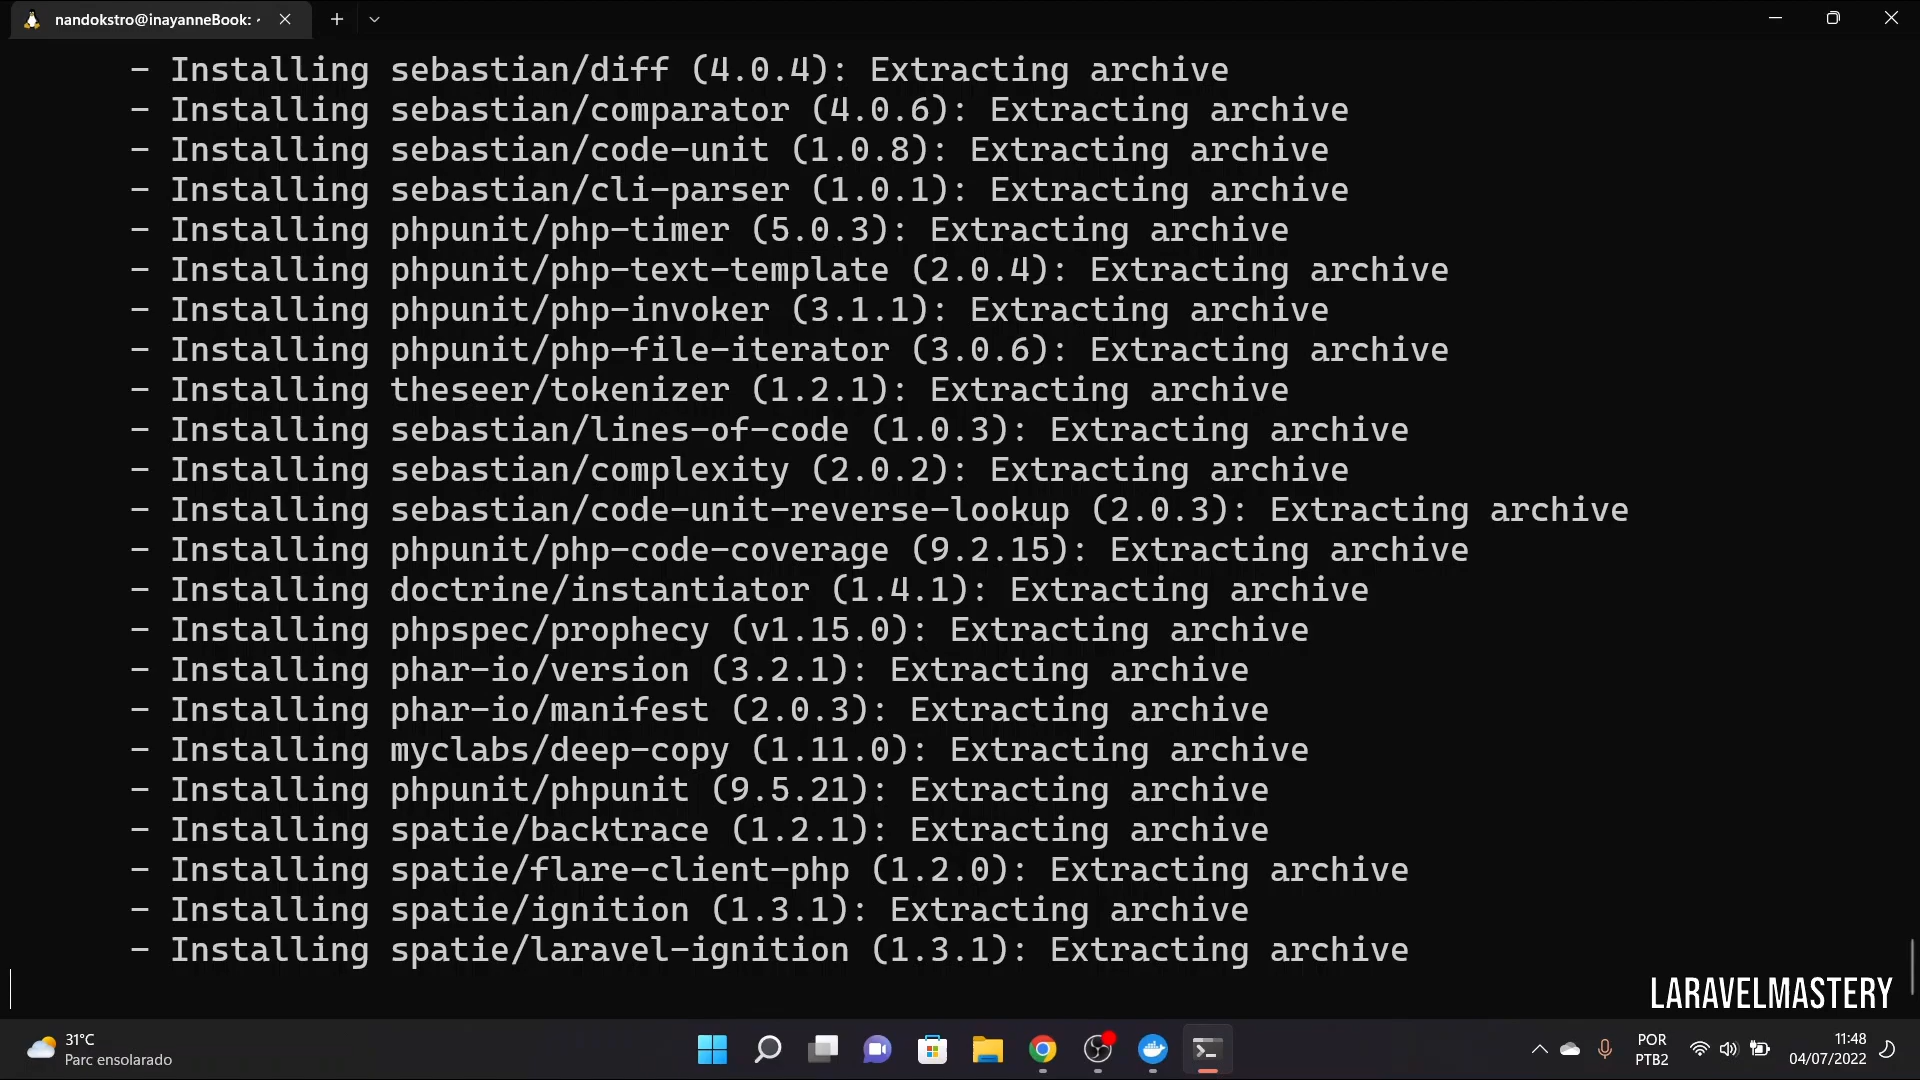 nandokstro@inayanneBook: ~
- Installing sebastian/diff (4.0.4): Extracting archive
- Installing sebastian/comparator (4.0.6): Extracting archive
- Installing sebastian/code-unit (1.0.8): Extracting archive
- Installing sebastian/cli-parser (1.0.1): Extracting archive
- Installing phpunit/php-timer (5.0.3): Extracting archive
- Installing phpunit/php-text-template (2.0.4): Extracting archive
- Installing phpunit/php-invoker (3.1.1): Extracting archive
- Installing phpunit/php-file-iterator (3.0.6): Extracting archive
- Installing theseer/tokenizer (1.2.1): Extracting archive
- Installing sebastian/lines-of-code (1.0.3): Extracting archive
- Installing sebastian/complexity (2.0.2): Extracting archive
- Installing sebastian/code-unit-reverse-lookup (2.0.3): Extracting archive
- Installing phpunit/php-code-coverage (9.2.15): Extracting archive
- Installing doctrine/instantiator (1.4.1): Extracting archive
- Installing phpspec/prophecy (v1.15.0): Extracting archive
- Installing phar-io/version (3.2.1): Extracting archive
- Installing phar-io/manifest (2.0.3): Extracting archive
- Installing myclabs/deep-copy (1.11.0): Extracting archive
- Installing phpunit/phpunit (9.5.21): Extracting archive
- Installing spatie/backtrace (1.2.1): Extracting archive
- Installing spatie/flare-client-php (1.2.0): Extracting archive
- Installing spatie/ignition (1.3.1): Extracting archive
- Installing spatie/laravel-ignition (1.3.1): Extracting archive
LARAVELMASTERY
31°C
Parc ensolarado
POR
PTB2
11:48
04/07/2022